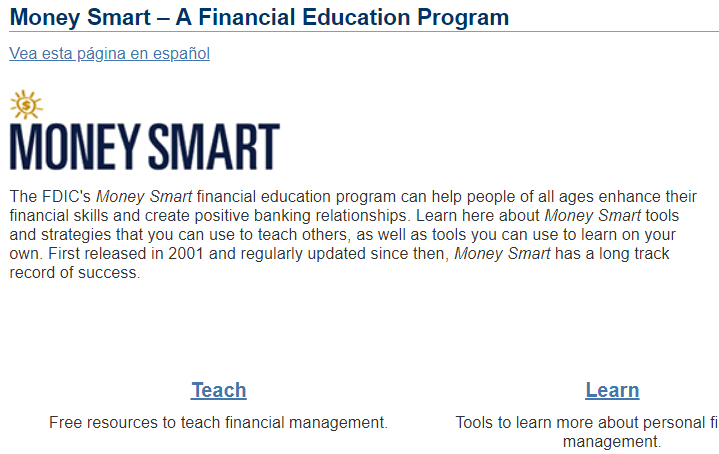 Money Smart – A Financial Education Program
Vea esta página en español
MONEY SMART
The FDIC's Money Smart financial education program can help people of all ages enhance their
financial skills and create positive banking relationships. Learn here about Money Smart tools
and strategies that you can use to teach others, as well as tools you can use to learn on your
own. First released in 2001 and regularly updated since then, Money Smart has a long track
record of success.
Teach
Free resources to teach financial management.
Learn
Tools to learn more about personal fi
management.